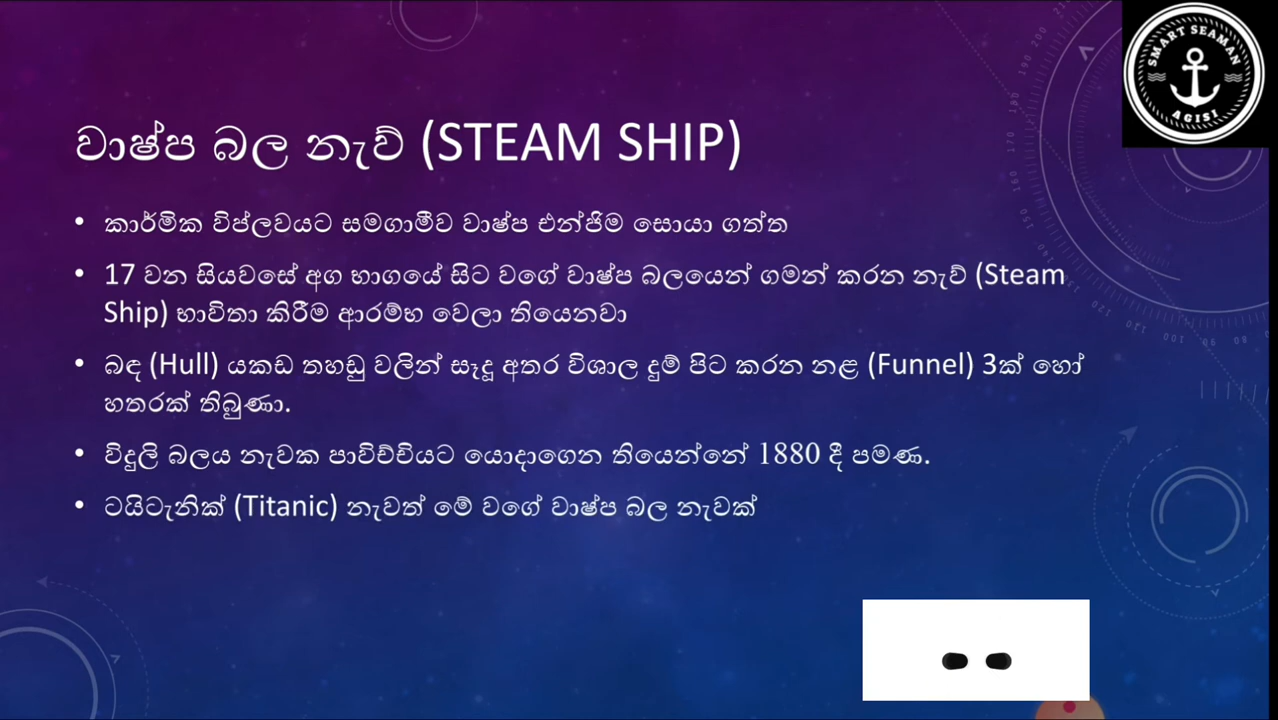 SMART SEAMAN
AGISI
වාෂ්ප බල නැව් (STEAM SHIP)
• කාර්මික විප්ලවයට සමගාමීව වාෂ්ප එන්ජිම සොයා ගත්ත
• 17 වන සියවසේ අග භාගයේ සිට වගේ වාෂ්ප බලයෙන් ගමන් කරන නැව් (Steam
Ship) භාවිතා කිරීම ආරම්භ වෙලා තියෙනවා
• බඳ (Hull) යකඩ තහඩු වලින් සෑදූ අතර විශාල දුම් පිට කරන නළ (Funnel) 3ක් හෝ
හතරක් තිබුණා.
• විදුලි බලය නැවක පාවිච්චියට යොදාගෙන තියෙන්නේ 1880 දී පමණ.
• ටයිටැනික් (Titanic) නැවත් මේ වගේ වාෂ්ප බල නැවක්